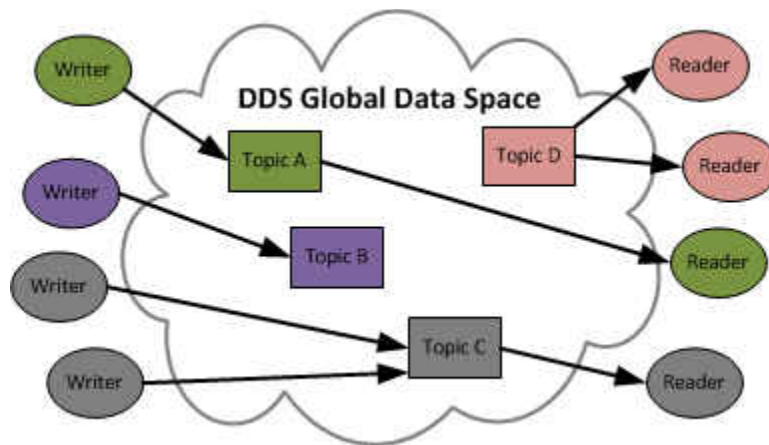 Writer
Reader
DDS Global Data Space
Topic A
Topic D
Reader
Writer
Topic B
Reader
Writer
Topic C
Writer
Reader